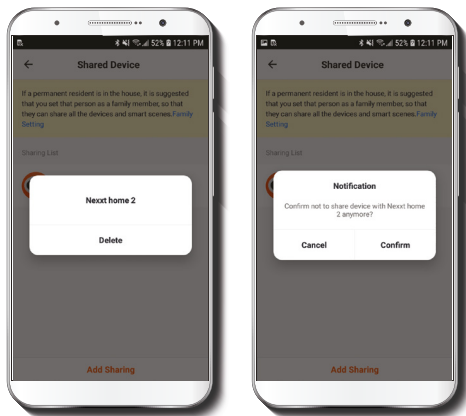 52% 12:11 PM
Shared Device
If a permanent resident is in the house, it is suggested
that you set that person as a family member, so that
they can share all the devices and smart scenes.Family
Setting
Sharing List
Nexxt home 2
Delete
Add Sharing
52% 12:11 PM
Shared Device
If a permanent resident is in the house, it is suggested
that you set that person as a family member, so that
they can share all the devices and smart scenes.Family
Setting
Sharing List
Notification
Confirm not to share device with Nexxt home
2 anymore?
Cancel Confirm
Add Sharing